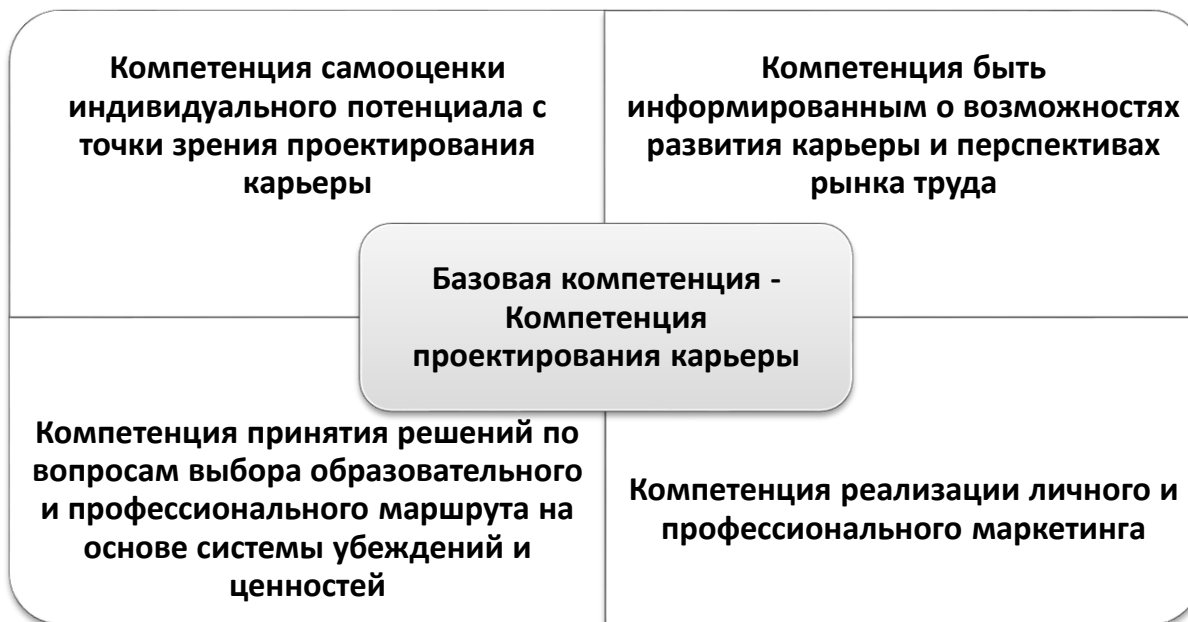 Компетенция самооценки
индивидуального потенциала с
точки зрения проектирования
карьеры
Компетенция быть
информированным о возможностях
развития карьеры и перспективах
рынка труда
Базовая компетенция -
Компетенция
проектирования карьеры
Компетенция принятия решений по
вопросам выбора образовательного
и профессионального маршрута на
основе системы убеждений и
ценностей
Компетенция реализации личного и
профессионального маркетинга